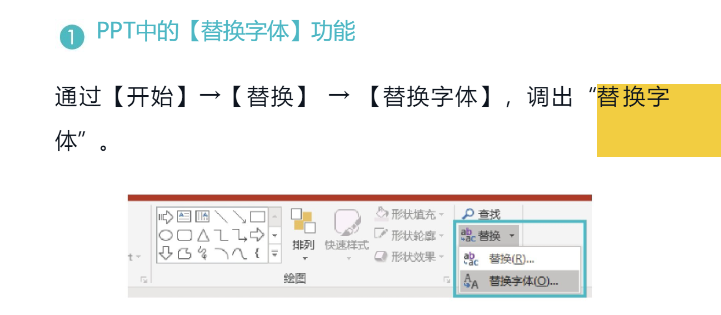 1 PPT中的【替换字体】功能
通过【开始】→【替换】 → 【替换字体】，调出“替换字
体”。
形状填充 查找
排列 快速样式 形状轮廓 替换
形状效果 替换(R)...
绘图 替换字体(O)...